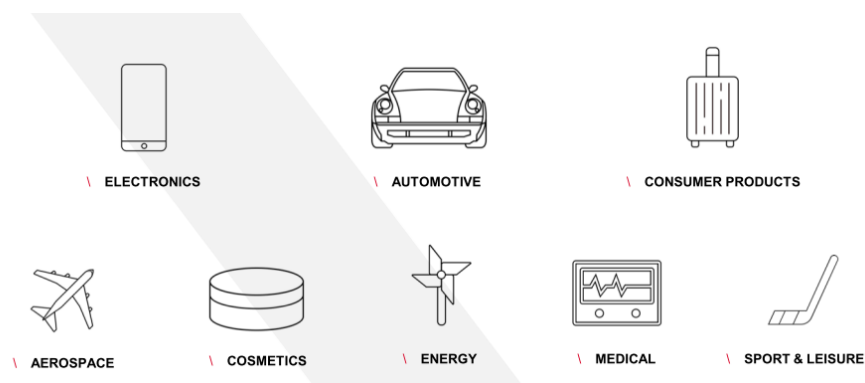 \ ELECTRONICS
\ AUTOMOTIVE
\ CONSUMER PRODUCTS
\ AEROSPACE
\ COSMETICS
\ ENERGY
\ MEDICAL
\ SPORT & LEISURE